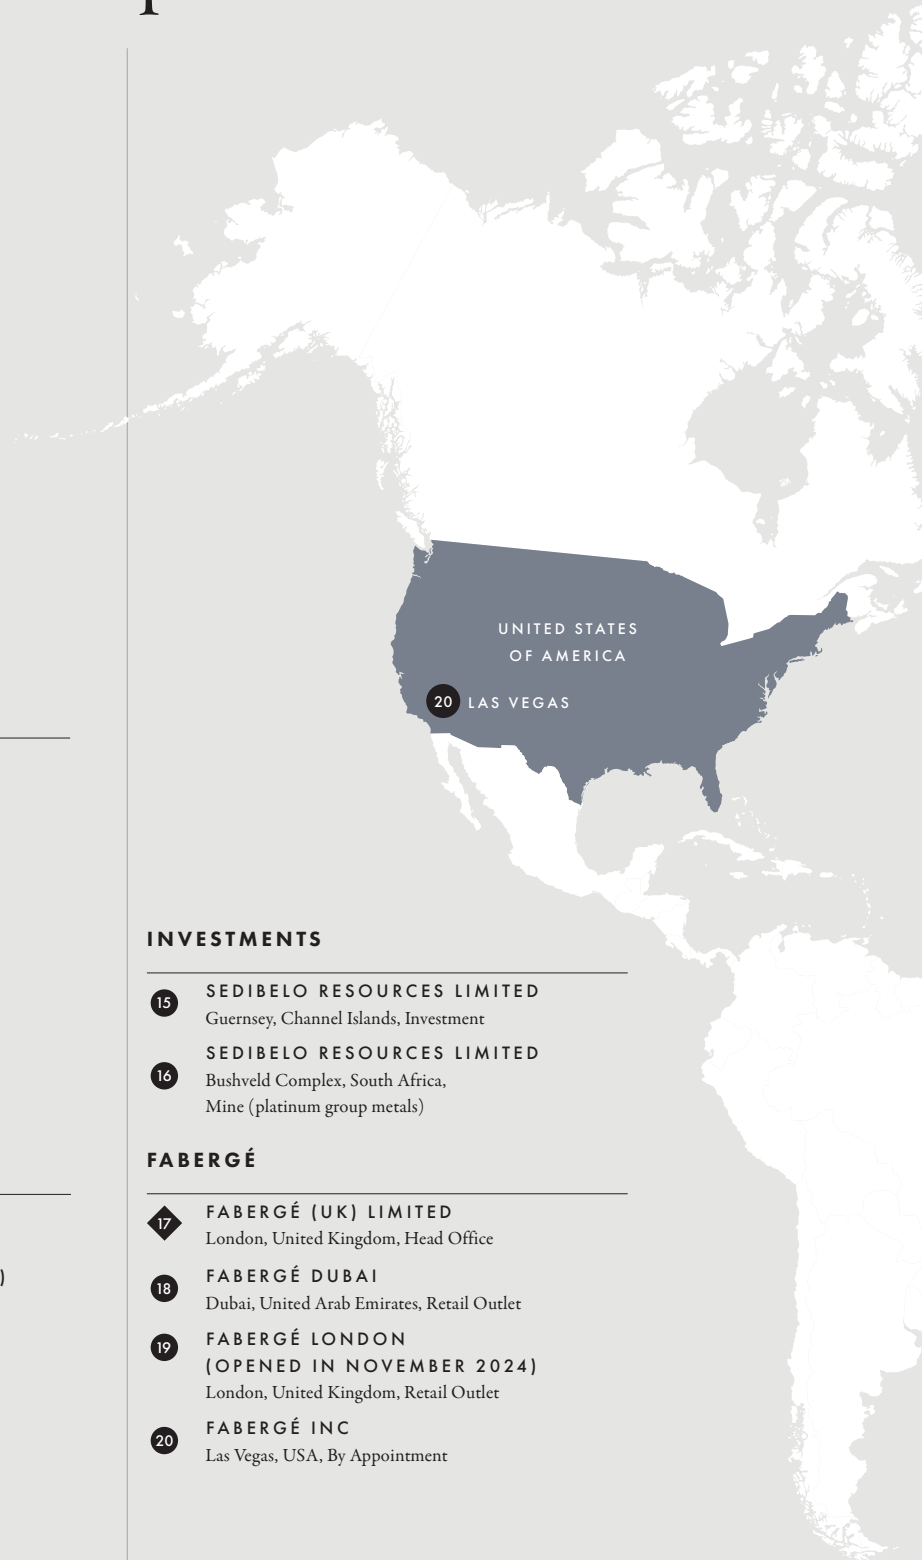 UNITED STATES
OF AMERICA
20 LAS VEGAS
INVESTMENTS
15 SEDIBELO RESOURCES LIMITED
Guernsey, Channel Islands, Investment
16 SEDIBELO RESOURCES LIMITED
Bushveld Complex, South Africa,
Mine (platinum group metals)
FABERGÉ
17 FABERGÉ (UK) LIMITED
London, United Kingdom, Head Office
18 FABERGÉ DUBAI
Dubai, United Arab Emirates, Retail Outlet
19 FABERGÉ LONDON
(OPENED IN NOVEMBER 2024)
London, United Kingdom, Retail Outlet
20 FABERGÉ INC
Las Vegas, USA, By Appointment
)